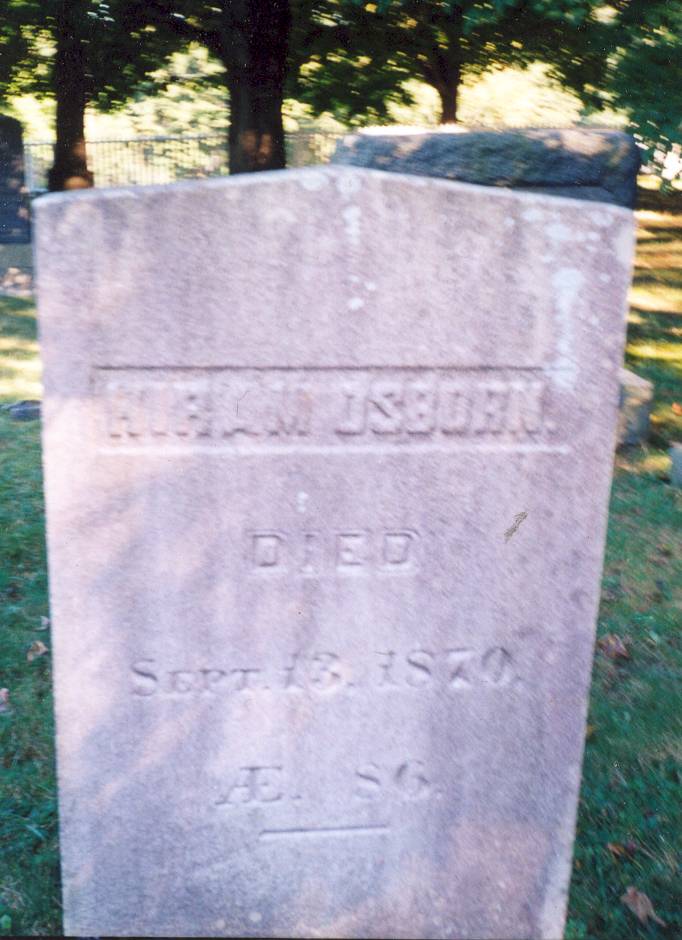 HIRAM OSBORN.
DIED
SEPT. 13. 1870.
Æ. 86.